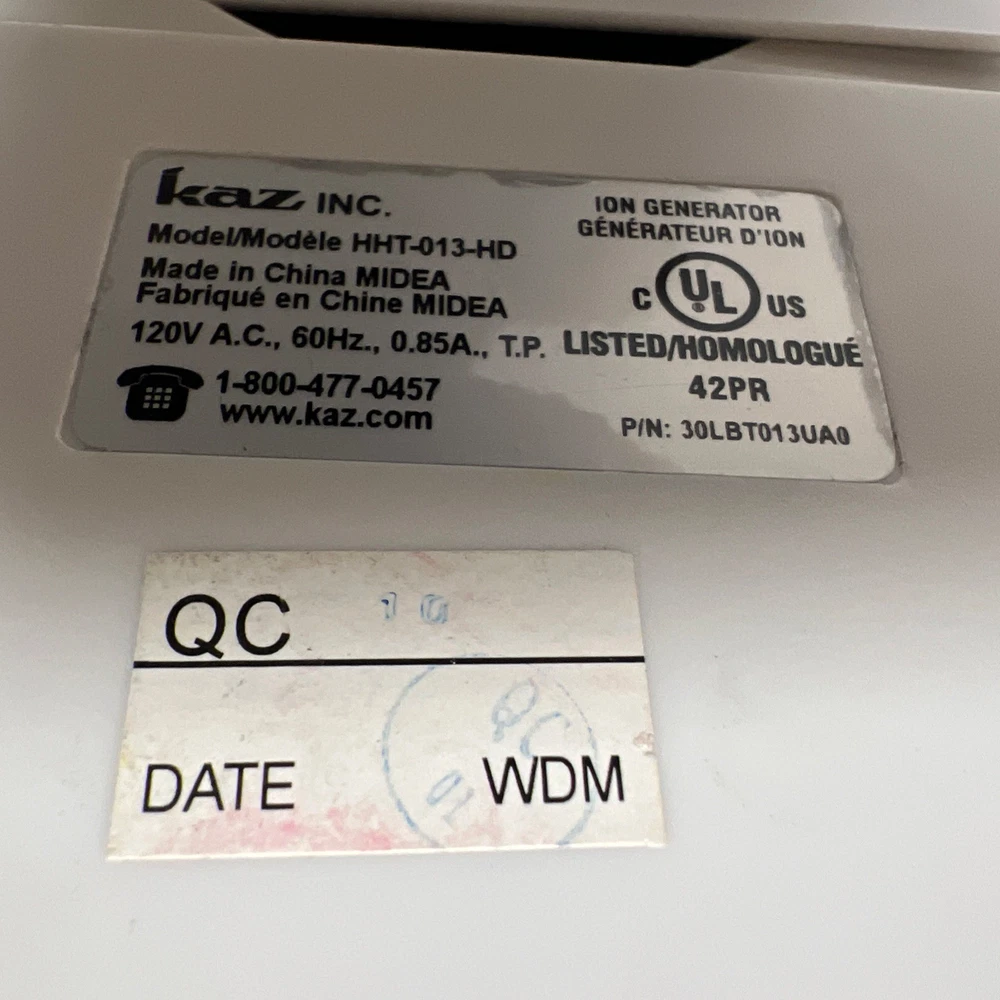 kaz INC.
Model/Modèle HHT-013-HD
Made in China MIDEA
Fabriqué en Chine MIDEA
120V A.C., 60Hz., 0.85A., T.P.
1-800-477-0457
www.kaz.com
ION GENERATOR
GÉNÉRATEUR D'ION
C UL US
LISTED/HOMOLOGUÉ
42PR
P/N: 30LBT013UA0
QC
QC
DATE
WDM